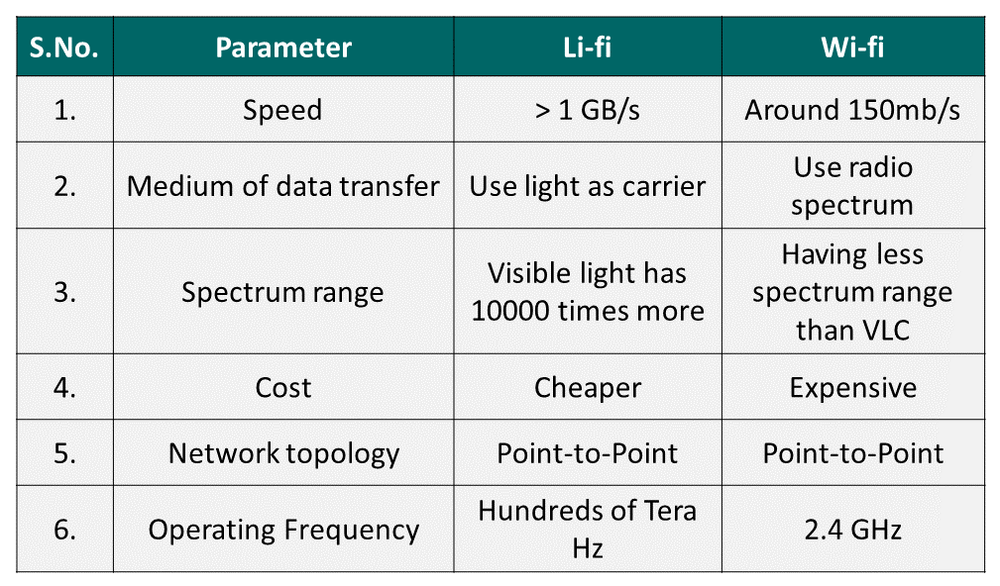 S.No. Parameter Li-fi Wi-fi
1. Speed > 1 GB/s Around 150mb/s
2. Medium of data transfer Use light as carrier Use radio
spectrum
3. Spectrum range Visible light has
10000 times more Having less
spectrum range
than VLC
4. Cost Cheaper Expensive
5. Network topology Point-to-Point Point-to-Point
6. Operating Frequency Hundreds of Tera
Hz 2.4 GHz